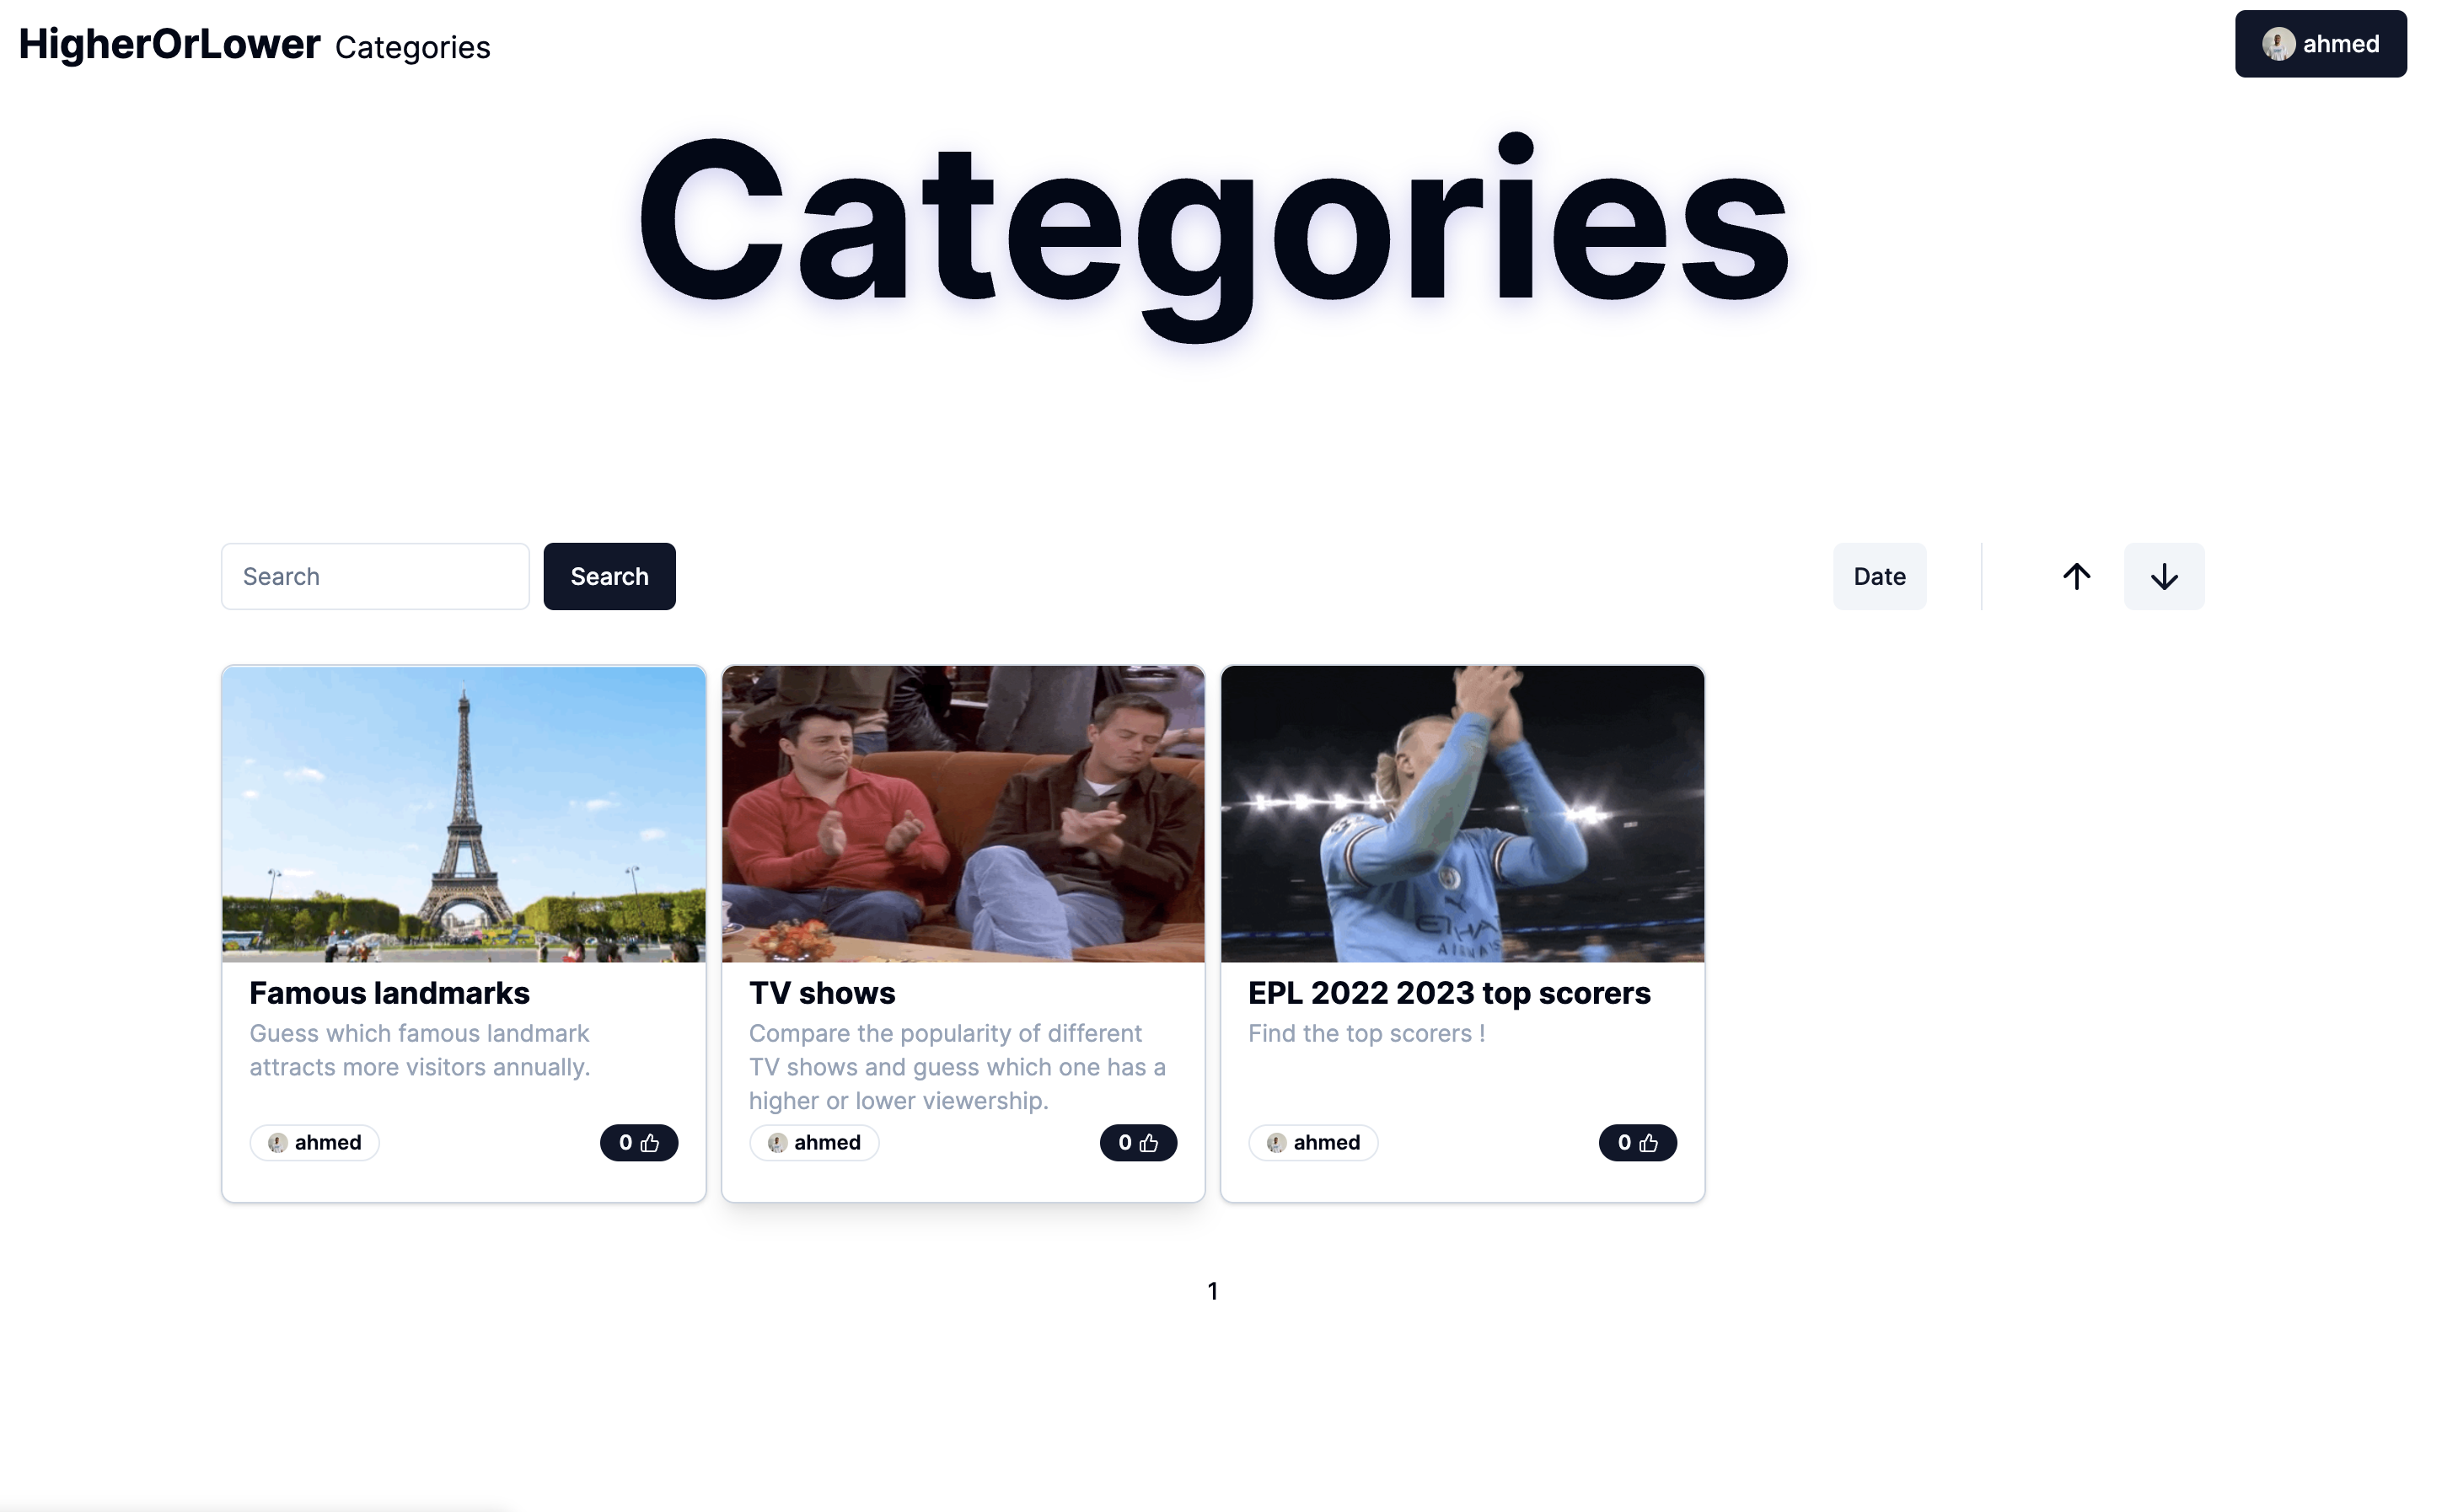 HigherOrLower Categories
ahmed
Categories
Search
Search
Date
Famous landmarks
Guess which famous landmark
attracts more visitors annually.
ahmed
0
TV shows
Compare the popularity of different
TV shows and guess which one has a
higher or lower viewership.
ahmed
0
EPL 2022 2023 top scorers
Find the top scorers !
ahmed
0
1